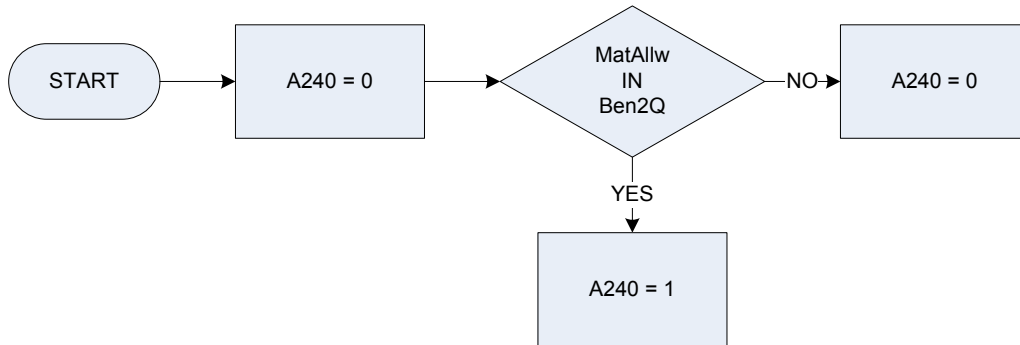 START
A240 = 0
MatAllw
IN
Ben2Q
NO
A240 = 0
YES
A240 = 1